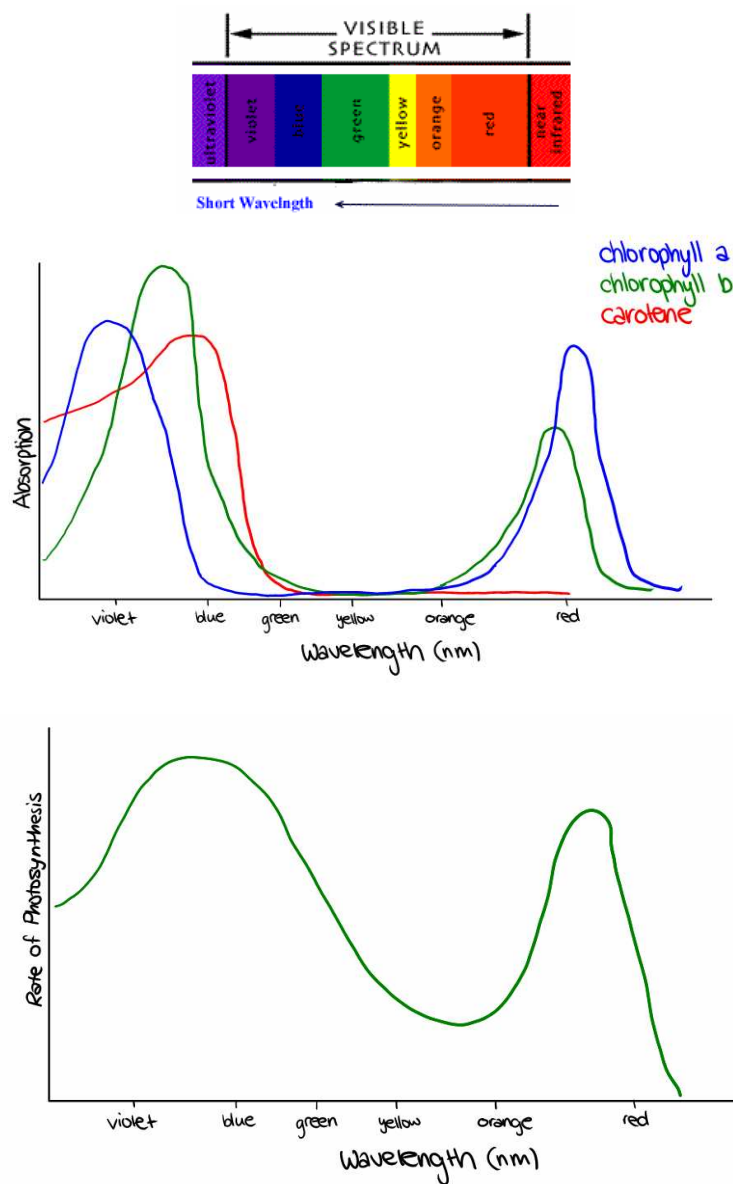 VISIBLE
SPECTRUM
ultraviolet
violet
blue
green
yellow
orange
red
near
infrared
Short Wavelngth
chlorophyll a
chlorophyll b
carotene
Absorption
violet
blue
green
yellow
orange
red
Wavelength (nm)
Rate of Photosynthesis
violet
blue
green
yellow
orange
red
Wavelength (nm)